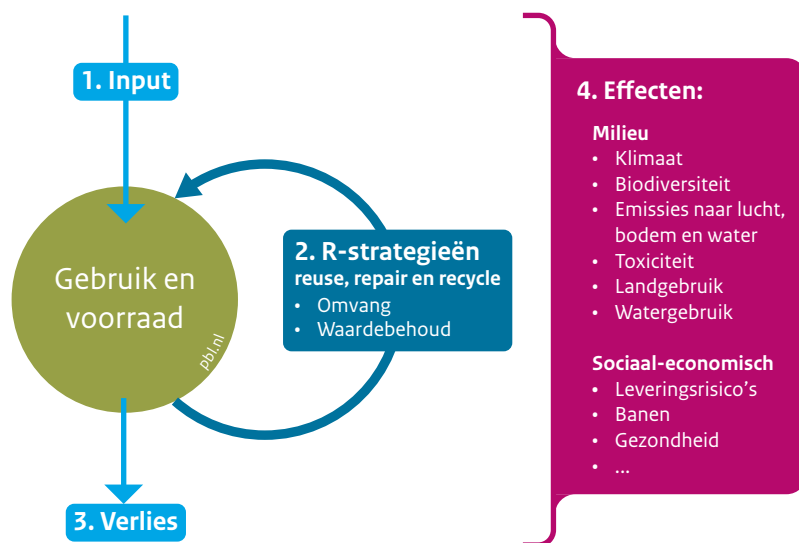 1. Input
Gebruik en
voorraad
pbl.nl
2. R-strategieën
reuse, repair en recycle
• Omvang
• Waardebehoud
3. Verlies
4. Effecten:
Milieu
• Klimaat
• Biodiversiteit
• Emissies naar lucht,
bodem en water
• Toxiciteit
• Landgebruik
• Watergebruik
Sociaal-economisch
• Leveringsrisico's
• Banen
• Gezondheid
• ...